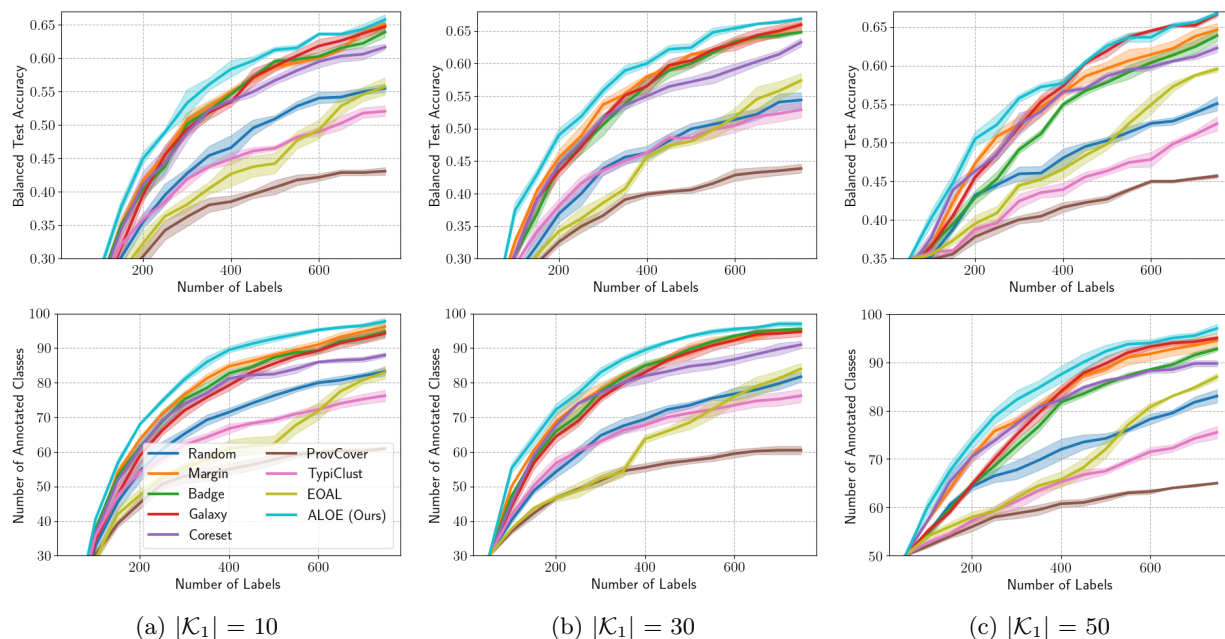 0.65
0.60
0.55
0.50
0.45
0.40
0.35
0.30
Balanced Test Accuracy
200 400 600
Number of Labels
0.65
0.60
0.55
0.50
0.45
0.40
0.35
0.30
Balanced Test Accuracy
200 400 600
Number of Labels
0.65
0.60
0.55
0.50
0.45
0.40
0.35
Balanced Test Accuracy
200 400 600
Number of Labels
100
90
80
70
60
50
40
30
Number of Annotated Classes
Random
Margin
Badge
Galaxy
Coreset
ProvCover
TypiClust
EOAL
ALOE (Ours)
200 400 600
Number of Labels
100
90
80
70
60
50
40
30
Number of Annotated Classes
200 400 600
Number of Labels
100
90
80
70
60
50
Number of Annotated Classes
200 400 600
Number of Labels
(a) |𝒦₁| = 10
(b) |𝒦₁| = 30
(c) |𝒦₁| = 50